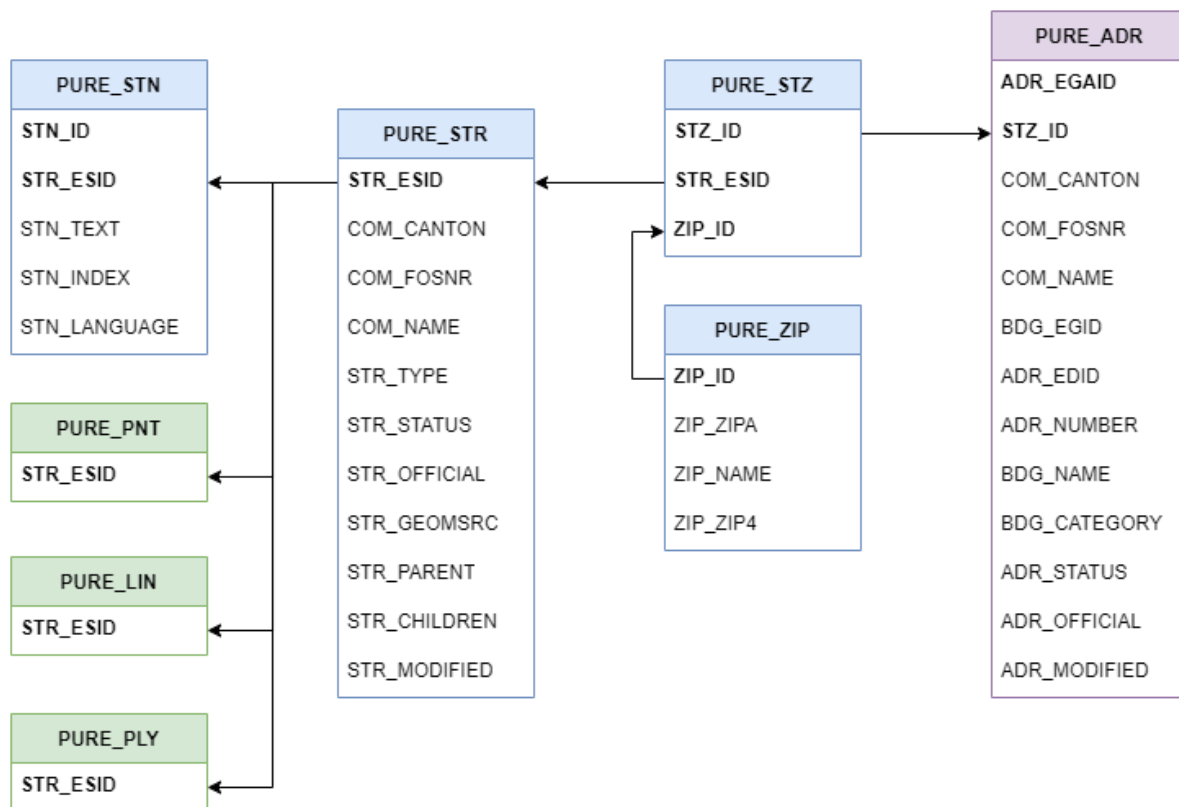 PURE_STN
STN_ID
STR_ESID
STN_TEXT
STN_INDEX
STN_LANGUAGE
PURE_PNT
STR_ESID
PURE_LIN
STR_ESID
PURE_PLY
STR_ESID
PURE_STR
STR_ESID
COM_CANTON
COM_FOSNR
COM_NAME
STR_TYPE
STR_STATUS
STR_OFFICIAL
STR_GEOMSRC
STR_PARENT
STR_CHILDREN
STR_MODIFIED
PURE_STZ
STZ_ID
STR_ESID
ZIP_ID
PURE_ZIP
ZIP_ID
ZIP_ZIPA
ZIP_NAME
ZIP_ZIP4
PURE_ADR
ADR_EGAID
STZ_ID
COM_CANTON
COM_FOSNR
COM_NAME
BDG_EGID
ADR_EDID
ADR_NUMBER
BDG_NAME
BDG_CATEGORY
ADR_STATUS
ADR_OFFICIAL
ADR_MODIFIED